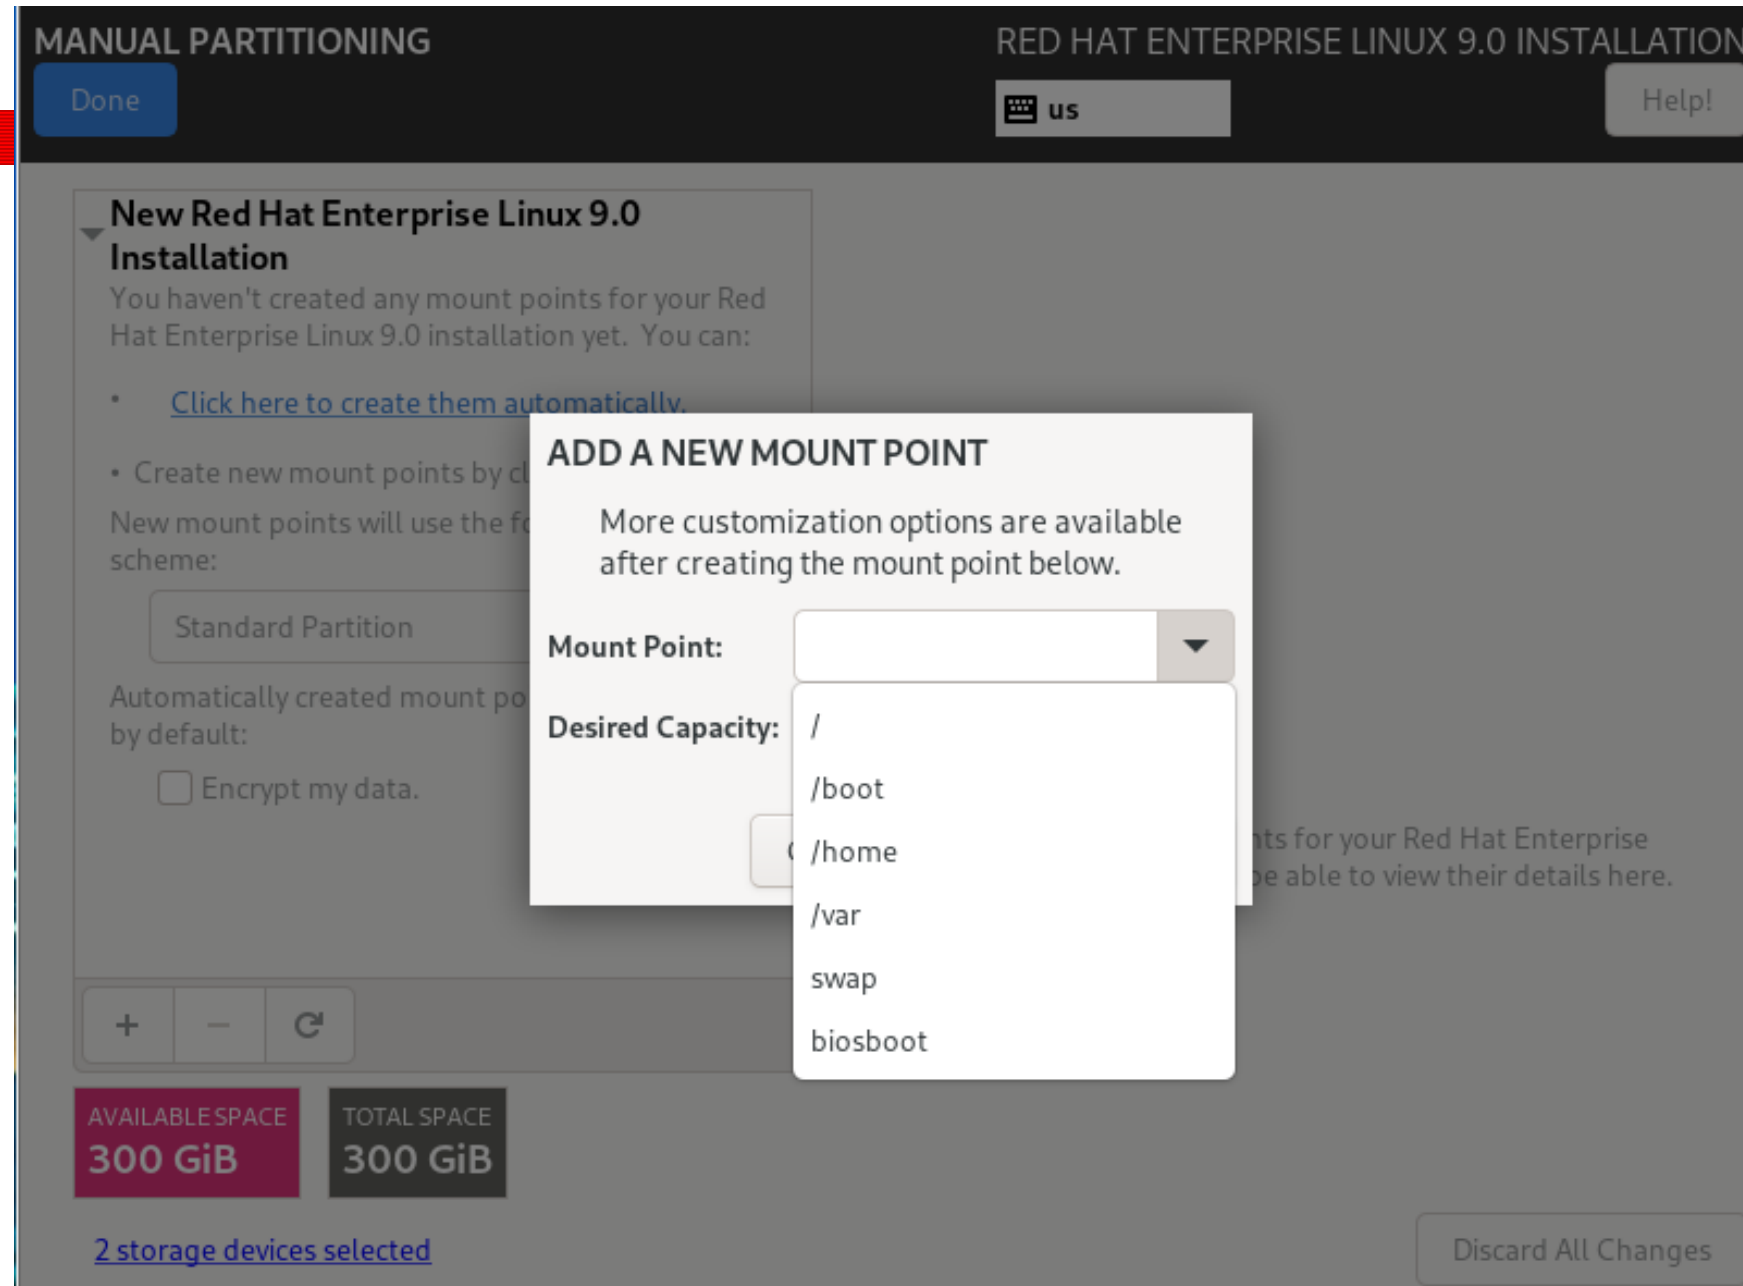 MANUAL PARTITIONING
RED HAT ENTERPRISE LINUX 9.0 INSTALLATION
Done
us
Help!
New Red Hat Enterprise Linux 9.0
Installation
You haven't created any mount points for your Red
Hat Enterprise Linux 9.0 installation yet. You can:
• Click here to create them automatically.
• Create new mount points by
New mount points will use the
scheme:
Standard Partition
Automatically created mount
by default:
Encrypt my data.
ADD A NEW MOUNT POINT
More customization options are available
after creating the mount point below.
Mount Point:
Desired Capacity:
/
/boot
/home
/var
swap
biosboot
for your Red Hat Enterprise
able to view their details here.
AVAILABLE SPACE
300 GiB
TOTAL SPACE
300 GiB
2 storage devices selected
Discard All Changes